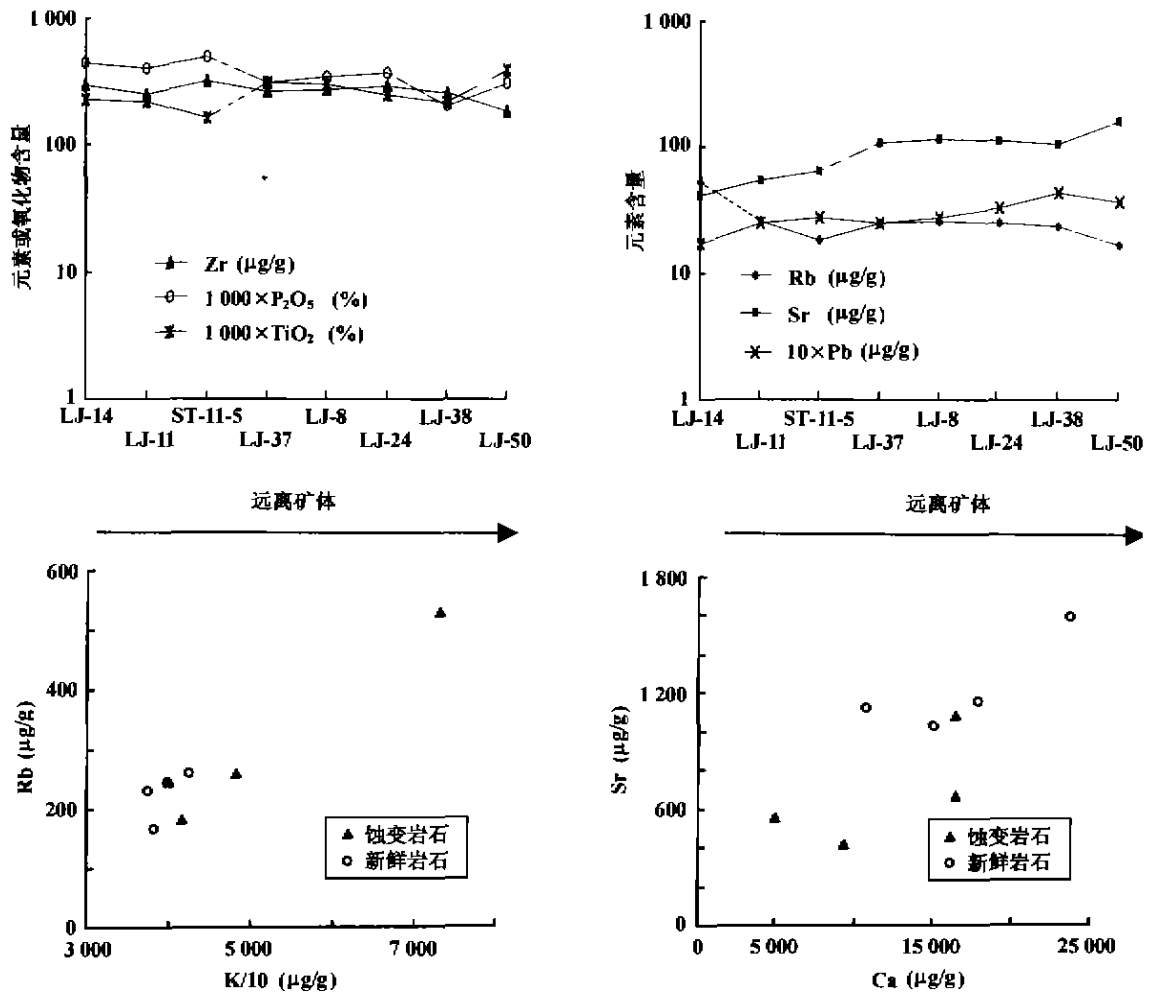 1 000
100
10
1
元素或氧化物含量
Zr (μg/g)
1 000×P₂O₅ (%)
1 000×TiO₂ (%)
LJ-14 ST-11-5 LJ-8 LJ-38
LJ-11 LJ-37 LJ-24 LJ-50
远离矿体
1 000
100
10
1
元素含量
Rb (μg/g)
Sr (μg/g)
10×Pb (μg/g)
LJ-14 ST-11-5 LJ-8 LJ-38
LJ-11 LJ-37 LJ-24 LJ-50
远离矿体
600
400
200
0
Rb (μg/g)
蚀变岩石
新鲜岩石
3 000 5 000 7 000
K/10 (μg/g)
1 800
1 200
600
0
Sr (μg/g)
蚀变岩石
新鲜岩石
0 5 000 15 000 25 000
Ca (μg/g)